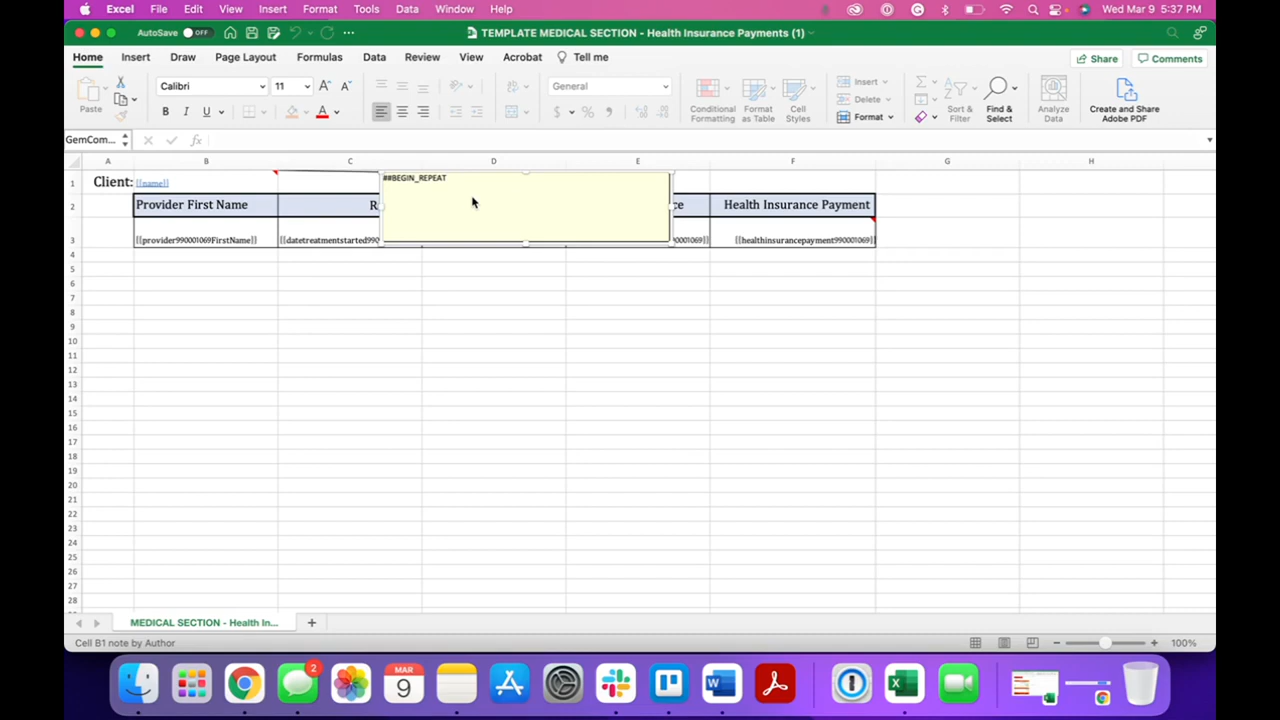 Excel File Edit View Insert Format Tools Data Window Help Wed Mar 9 5:37 PM
AutoSave OFF TEMPLATE MEDICAL SECTION - Health Insurance Payments (1)
Home Insert Draw Page Layout Formulas Data Review View Acrobat Tell me Share Comments
Paste Calibri 11 General Conditional Formatting Format as Table Cell Styles Insert Delete Format Sort & Filter Find & Select Analyze Data Create and Share Adobe PDF
GemCom... fx
A B C D E F G H
1 Client: [[name]]
##BEGIN_REPEAT
2 Provider First Name R ce Health Insurance Payment
3 [[provider990001069FirstName]] [[datetreatmentstarted990 0001069]] [[healthinsurancepayment990001069]]
4
5
6
7
8
9
10
11
12
13
14
15
16
17
18
19
20
21
22
23
24
25
26
27
28
MEDICAL SECTION - Health In... +
Cell B1 note by Author 100%
2
MAR
9